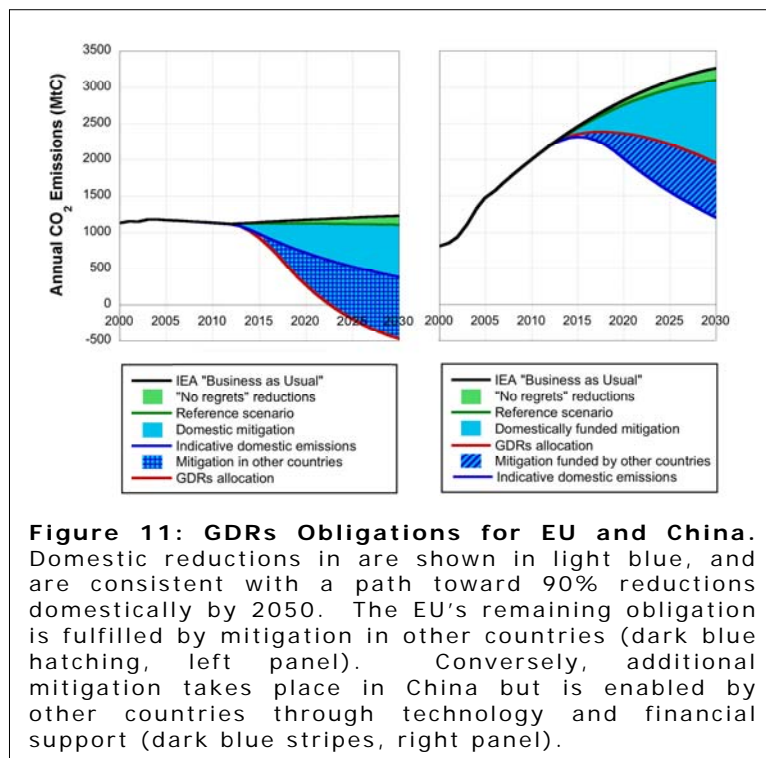 Annual CO2 Emissions (MtC)
3500
3000
2500
2000
1500
1000
500
0
-500
2000 2005 2010 2015 2020 2025 2030
2000 2005 2010 2015 2020 2025 2030
IEA "Business as Usual"
"No regrets" reductions
Reference scenario
Domestic mitigation
Indicative domestic emissions
Mitigation in other countries
GDRs allocation
IEA "Business as Usual"
"No regrets" reductions
Reference scenario
Domestically funded mitigation
GDRs allocation
Mitigation funded by other countries
Indicative domestic emissions
Figure 11: GDRs Obligations for EU and China.
Domestic reductions in are shown in light blue, and
are consistent with a path toward 90% reductions
domestically by 2050. The EU's remaining obligation
is fulfilled by mitigation in other countries (dark blue
hatching, left panel). Conversely, additional
mitigation takes place in China but is enabled by
other countries through technology and financial
support (dark blue stripes, right panel).